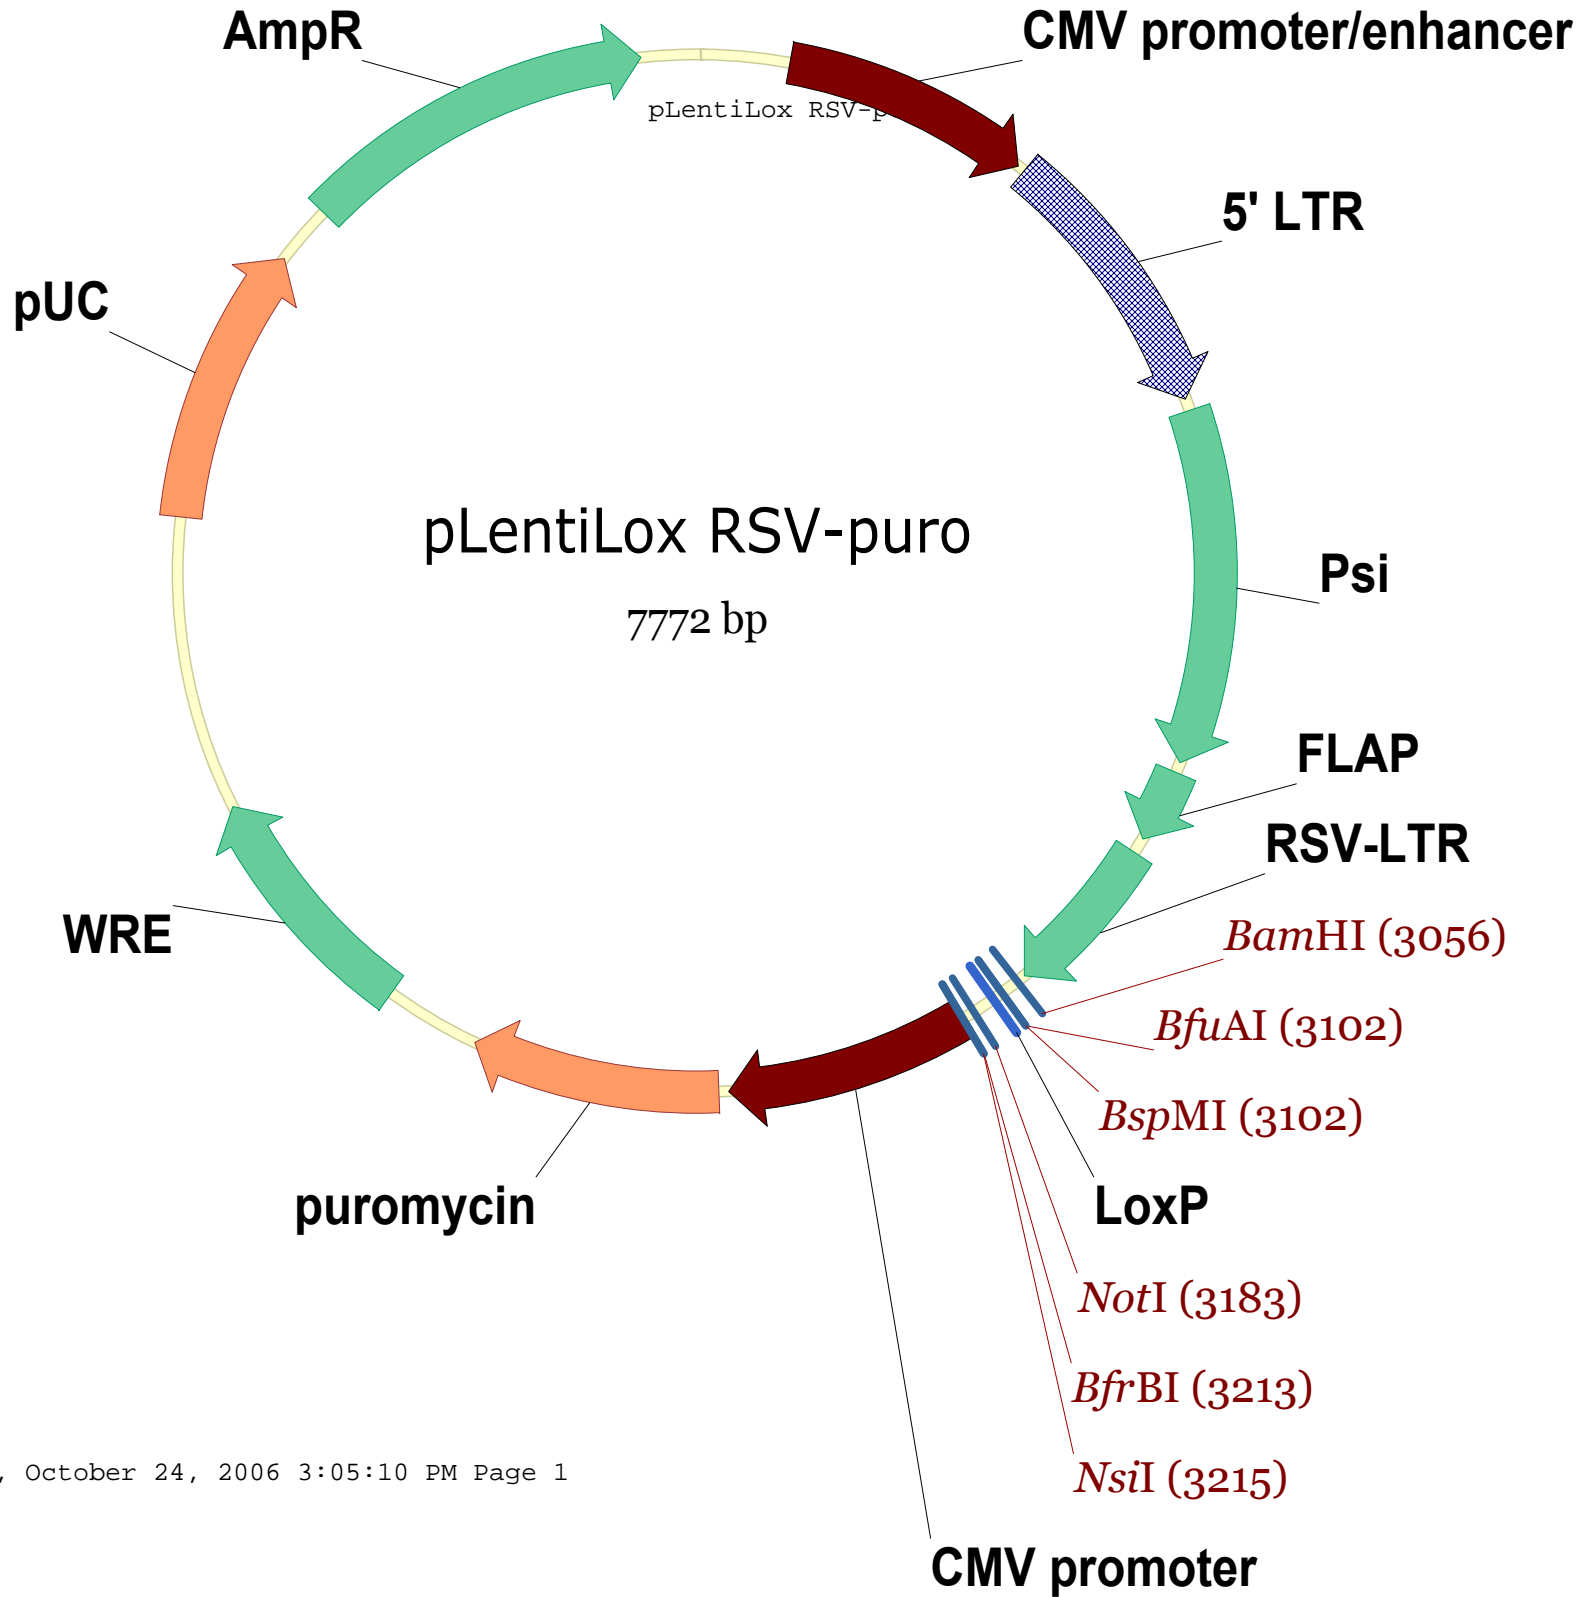 AmpR
CMV promoter/enhancer
pLentiLox RSV-p
5' LTR
pUC
pLentiLox RSV-puro
7772 bp
Psi
FLAP
RSV-LTR
WRE
BamHI (3056)
BfuAI (3102)
BspMI (3102)
puromycin
LoxP
NotI (3183)
BfrBI (3213)
, October 24, 2006 3:05:10 PM Page 1
NsiI (3215)
CMV promoter